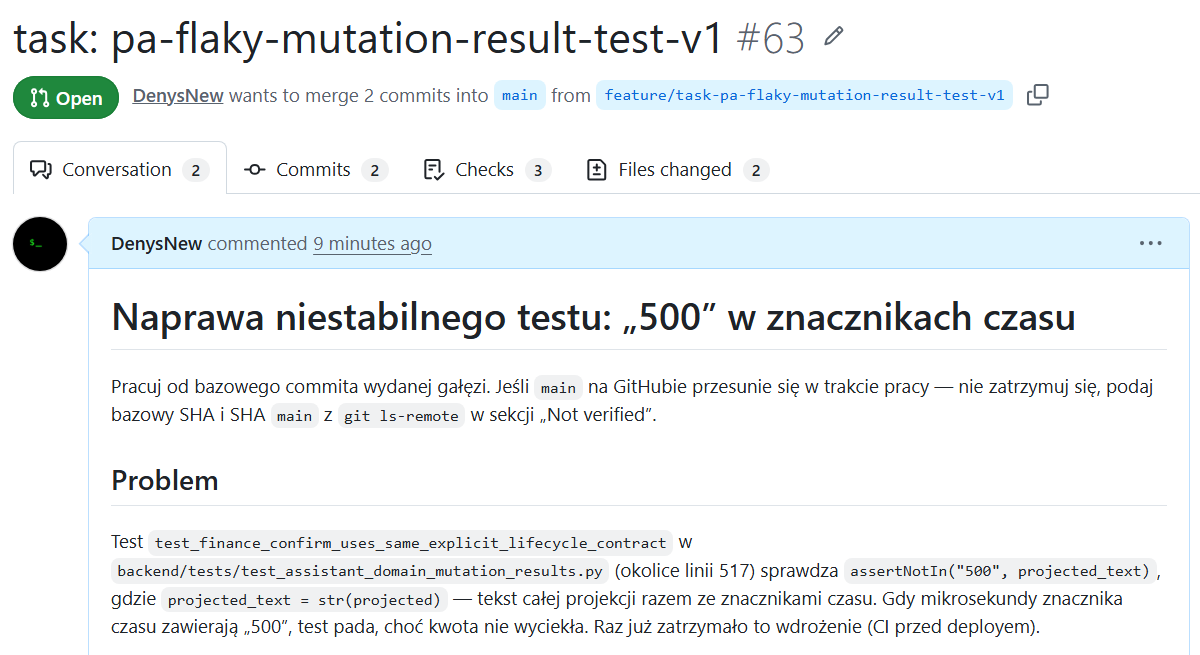 task: pa-flaky-mutation-result-test-v1 #63
Open DenysNew wants to merge 2 commits into main from feature/task-pa-flaky-mutation-result-test-v1
Conversation 2 Commits 2 Checks 3 Files changed 2
$_
DenysNew commented 9 minutes ago
Naprawa niestabilnego testu: „500” w znacznikach czasu
Pracuj od bazowego commita wydanej gałęzi. Jeśli main na GitHubie przesunie się w trakcie pracy — nie zatrzymuj się, podaj
bazowy SHA i SHA main z git ls-remote w sekcji „Not verified”.
Problem
Test test_finance_confirm_uses_same_explicit_lifecycle_contract w
backend/tests/test_assistant_domain_mutation_results.py (okolice linii 517) sprawdza assertNotIn("500", projected_text),
gdzie projected_text = str(projected) — tekst całej projekcji razem ze znacznikami czasu. Gdy mikrosekundy znacznika
czasu zawierają „500”, test pada, choć kwota nie wyciekła. Raz już zatrzymało to wdrożenie (CI przed deployem).